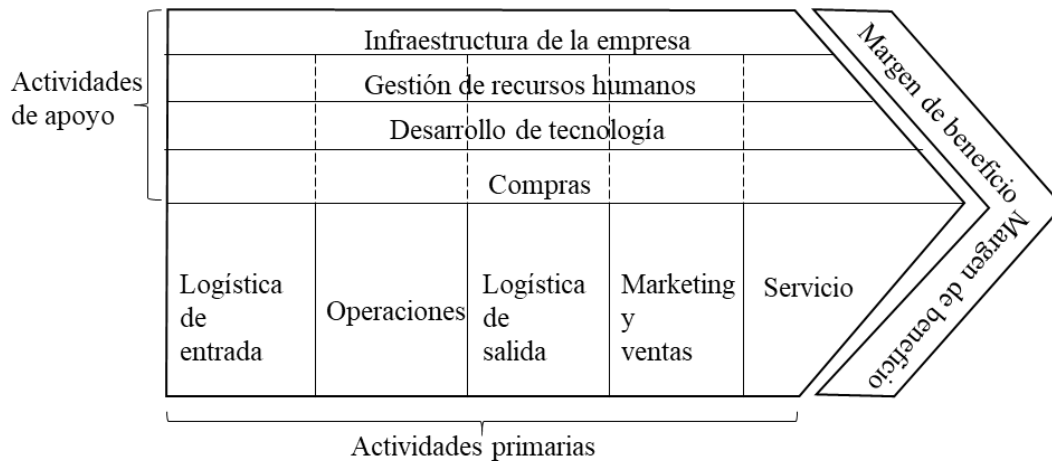 Infraestructura de la empresa
Actividades
de apoyo
Gestión de recursos humanos
Desarrollo de tecnología
Compras
Margen de beneficio
Margen de beneficio
Logística
de
entrada
Operaciones
Logística
de
salida
Marketing
y
ventas
Servicio
Actividades primarias